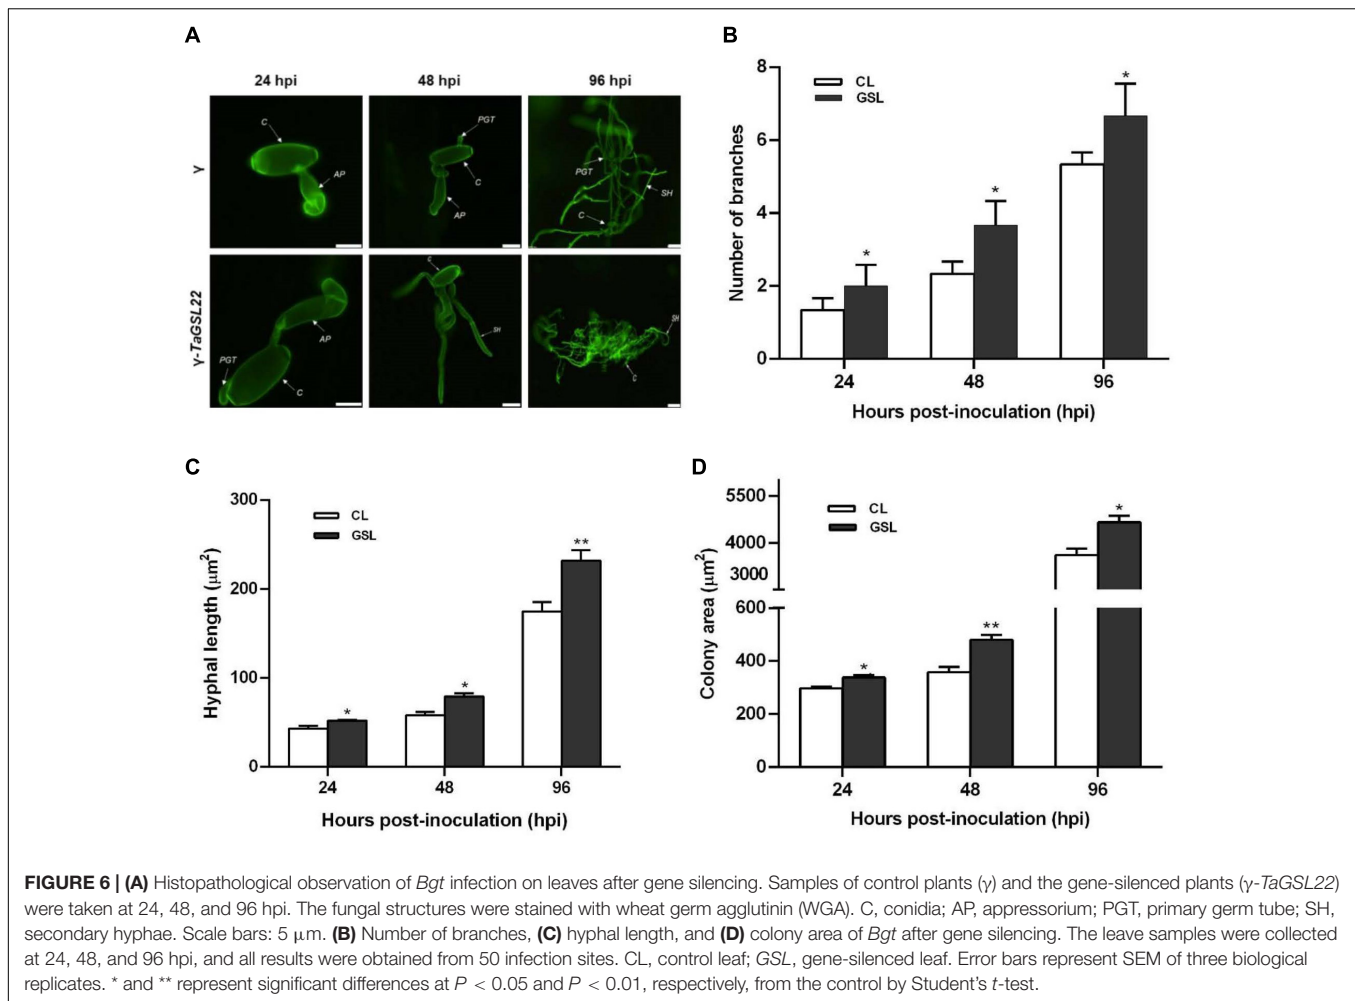 A
24 hpi 48 hpi 96 hpi
γ
C
AP
PGT
C
AP
PGT
SH
C
γ-TaGSL22
PGT
AP
C
C
SH
SH
C
B
CL
GSL
Number of branches
8
6
4
2
0
* * *
24 48 96
Hours post-inoculation (hpi)
C
CL
GSL
Hyphal length (μm²)
300
200
100
0
* * **
24 48 96
Hours post-inoculation (hpi)
D
CL
GSL
Colony area (μm²)
5500
4000
3000
600
400
200
0
* ** *
24 48 96
Hours post-inoculation (hpi)
FIGURE 6 | (A) Histopathological observation of Bgt infection on leaves after gene silencing. Samples of control plants (γ) and the gene-silenced plants (γ-TaGSL22)
were taken at 24, 48, and 96 hpi. The fungal structures were stained with wheat germ agglutinin (WGA). C, conidia; AP, appressorium; PGT, primary germ tube; SH,
secondary hyphae. Scale bars: 5 μm. (B) Number of branches, (C) hyphal length, and (D) colony area of Bgt after gene silencing. The leave samples were collected
at 24, 48, and 96 hpi, and all results were obtained from 50 infection sites. CL, control leaf; GSL, gene-silenced leaf. Error bars represent SEM of three biological
replicates. * and ** represent significant differences at P < 0.05 and P < 0.01, respectively, from the control by Student's t-test.